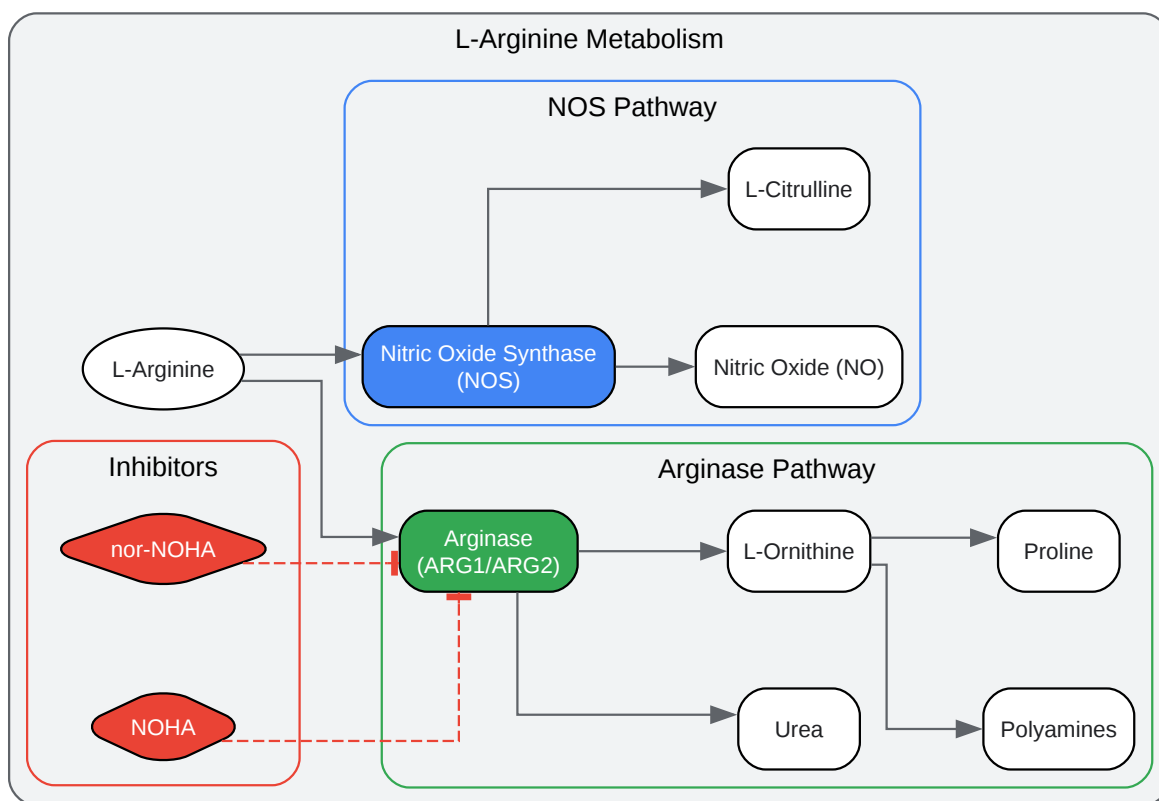 L-Arginine Metabolism
NOS Pathway
L-Citrulline
L-Arginine
Nitric Oxide Synthase
(NOS)
Nitric Oxide (NO)
Inhibitors
nor-NOHA
NOHA
Arginase Pathway
Arginase
(ARG1/ARG2)
L-Ornithine
Proline
Urea
Polyamines